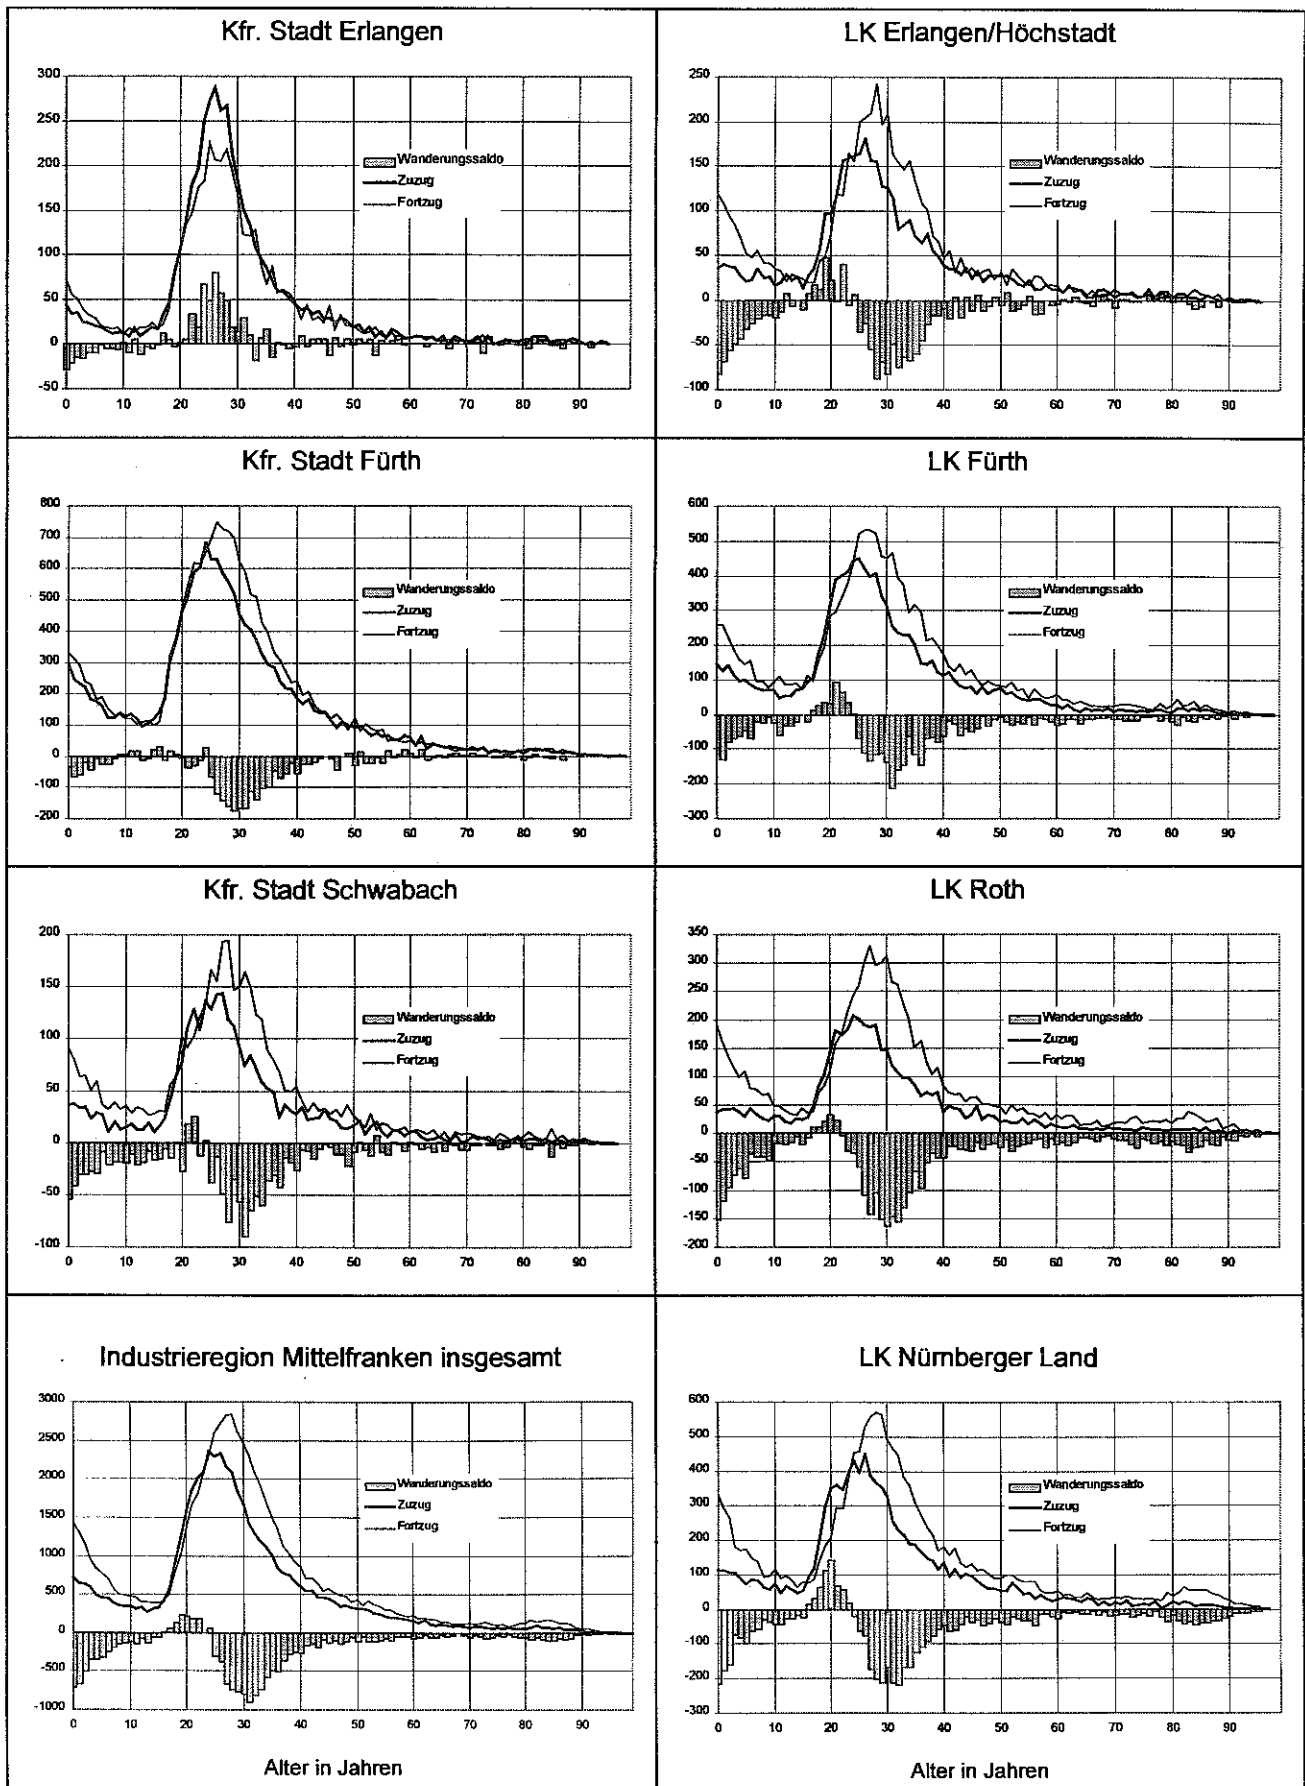 Kfr. Stadt Erlangen
300
250
200
150
100
50
0
-50
Wanderungssaldo
Zuzug
Fortzug
0 10 20 30 40 50 60 70 80 90
LK Erlangen/Höchstadt
250
200
150
100
50
0
-50
-100
Wanderungssaldo
Zuzug
Fortzug
0 10 20 30 40 50 60 70 80 90
Kfr. Stadt Fürth
800
700
600
500
400
300
200
100
0
-100
-200
Wanderungssaldo
Zuzug
Fortzug
0 10 20 30 40 50 60 70 80 90
LK Fürth
600
500
400
300
200
100
0
-100
-200
-300
Wanderungssaldo
Zuzug
Fortzug
0 10 20 30 40 50 60 70 80 90
Kfr. Stadt Schwabach
200
150
100
50
0
-50
-100
Wanderungssaldo
Zuzug
Fortzug
0 10 20 30 40 50 60 70 80 90
LK Roth
350
300
250
200
150
100
50
0
-50
-100
-150
-200
Wanderungssaldo
Zuzug
Fortzug
0 10 20 30 40 50 60 70 80 90
Industrieregion Mittelfranken insgesamt
3000
2500
2000
1500
1000
500
0
-500
-1000
Wanderungssaldo
Zuzug
Fortzug
0 10 20 30 40 50 60 70 80 90
Alter in Jahren
LK Nürnberger Land
600
500
400
300
200
100
0
-100
-200
-300
Wanderungssaldo
Zuzug
Fortzug
0 10 20 30 40 50 60 70 80 90
Alter in Jahren